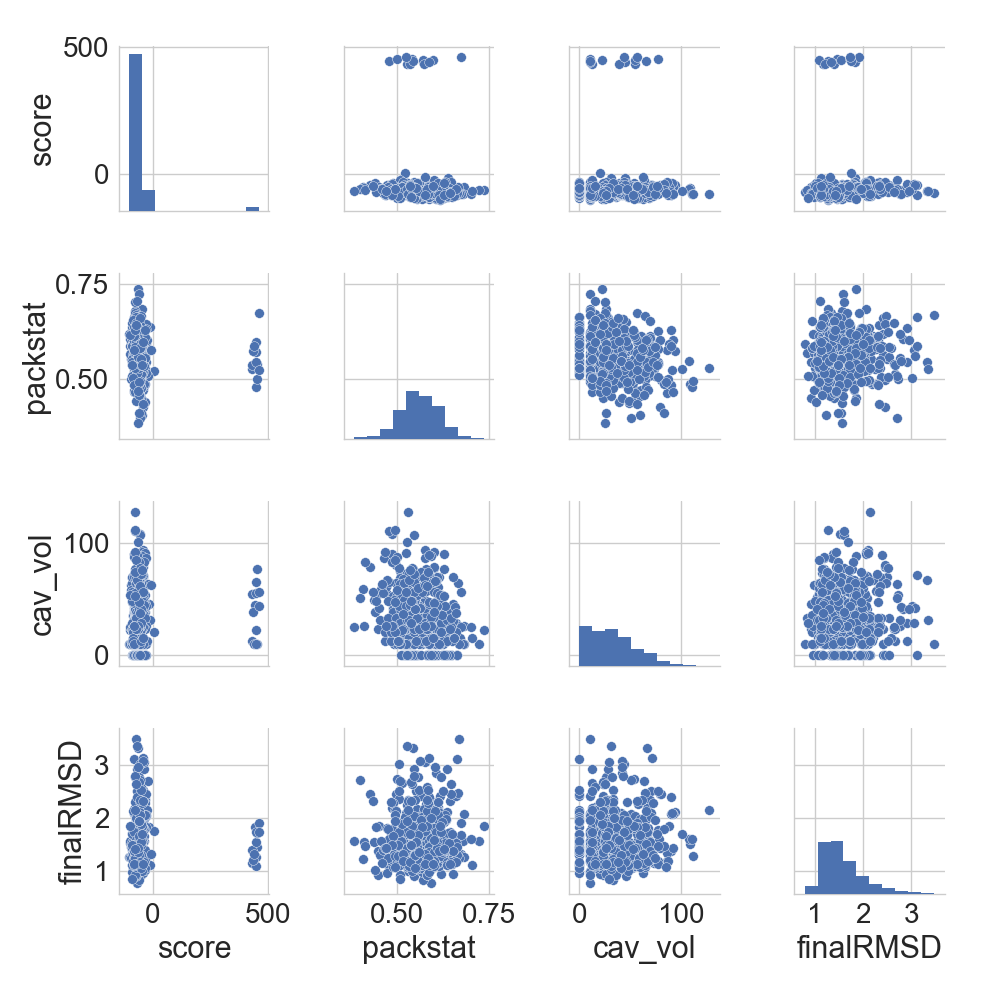 500
0
score
0.75
0.50
packstat
100
0
cav_vol
3
2
1
finalRMSD
0 500
0.50 0.75
0 100
1 2 3
score
packstat
cav_vol
finalRMSD